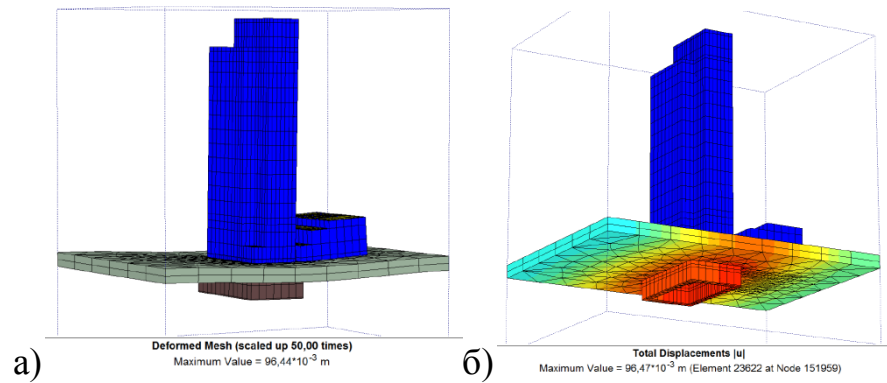 а)
Deformed Mesh (scaled up 50,00 times)
Maximum Value = 96,44*10⁻³ m
б)
Total Displacements |u|
Maximum Value = 96,47*10⁻³ m (Element 23622 at Node 151959)